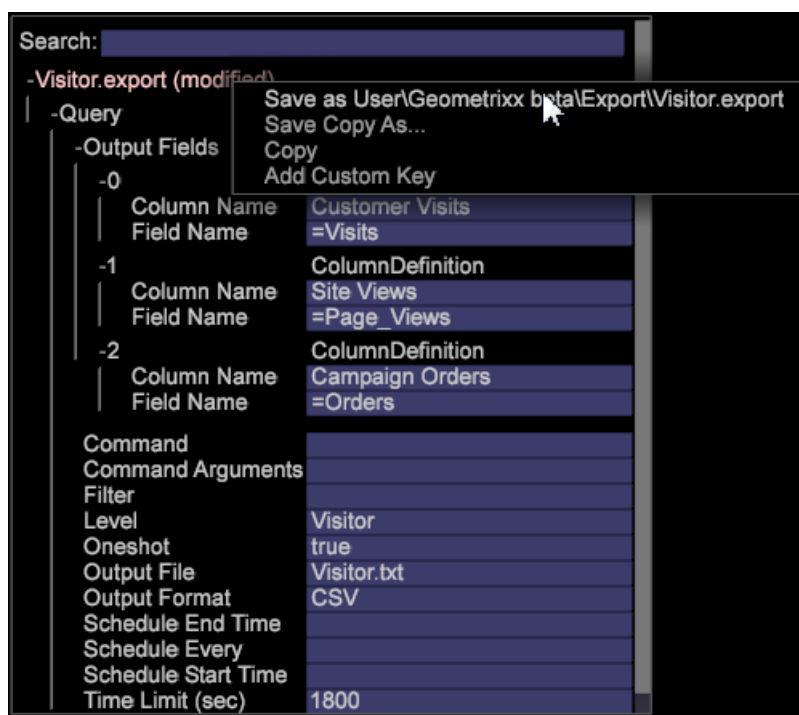 Search:
-Visitor.export (modified)
Save as User\Geometrixx beta\Export\Visitor.export
Save Copy As...
Copy
Add Custom Key
-Query
-Output Fields
-0
Column Name Customer Visits
Field Name =Visits
-1 ColumnDefinition
Column Name Site Views
Field Name =Page_Views
-2 ColumnDefinition
Column Name Campaign Orders
Field Name =Orders
Command
Command Arguments
Filter
Level Visitor
Oneshot true
Output File Visitor.txt
Output Format CSV
Schedule End Time
Schedule Every
Schedule Start Time
Time Limit (sec) 1800